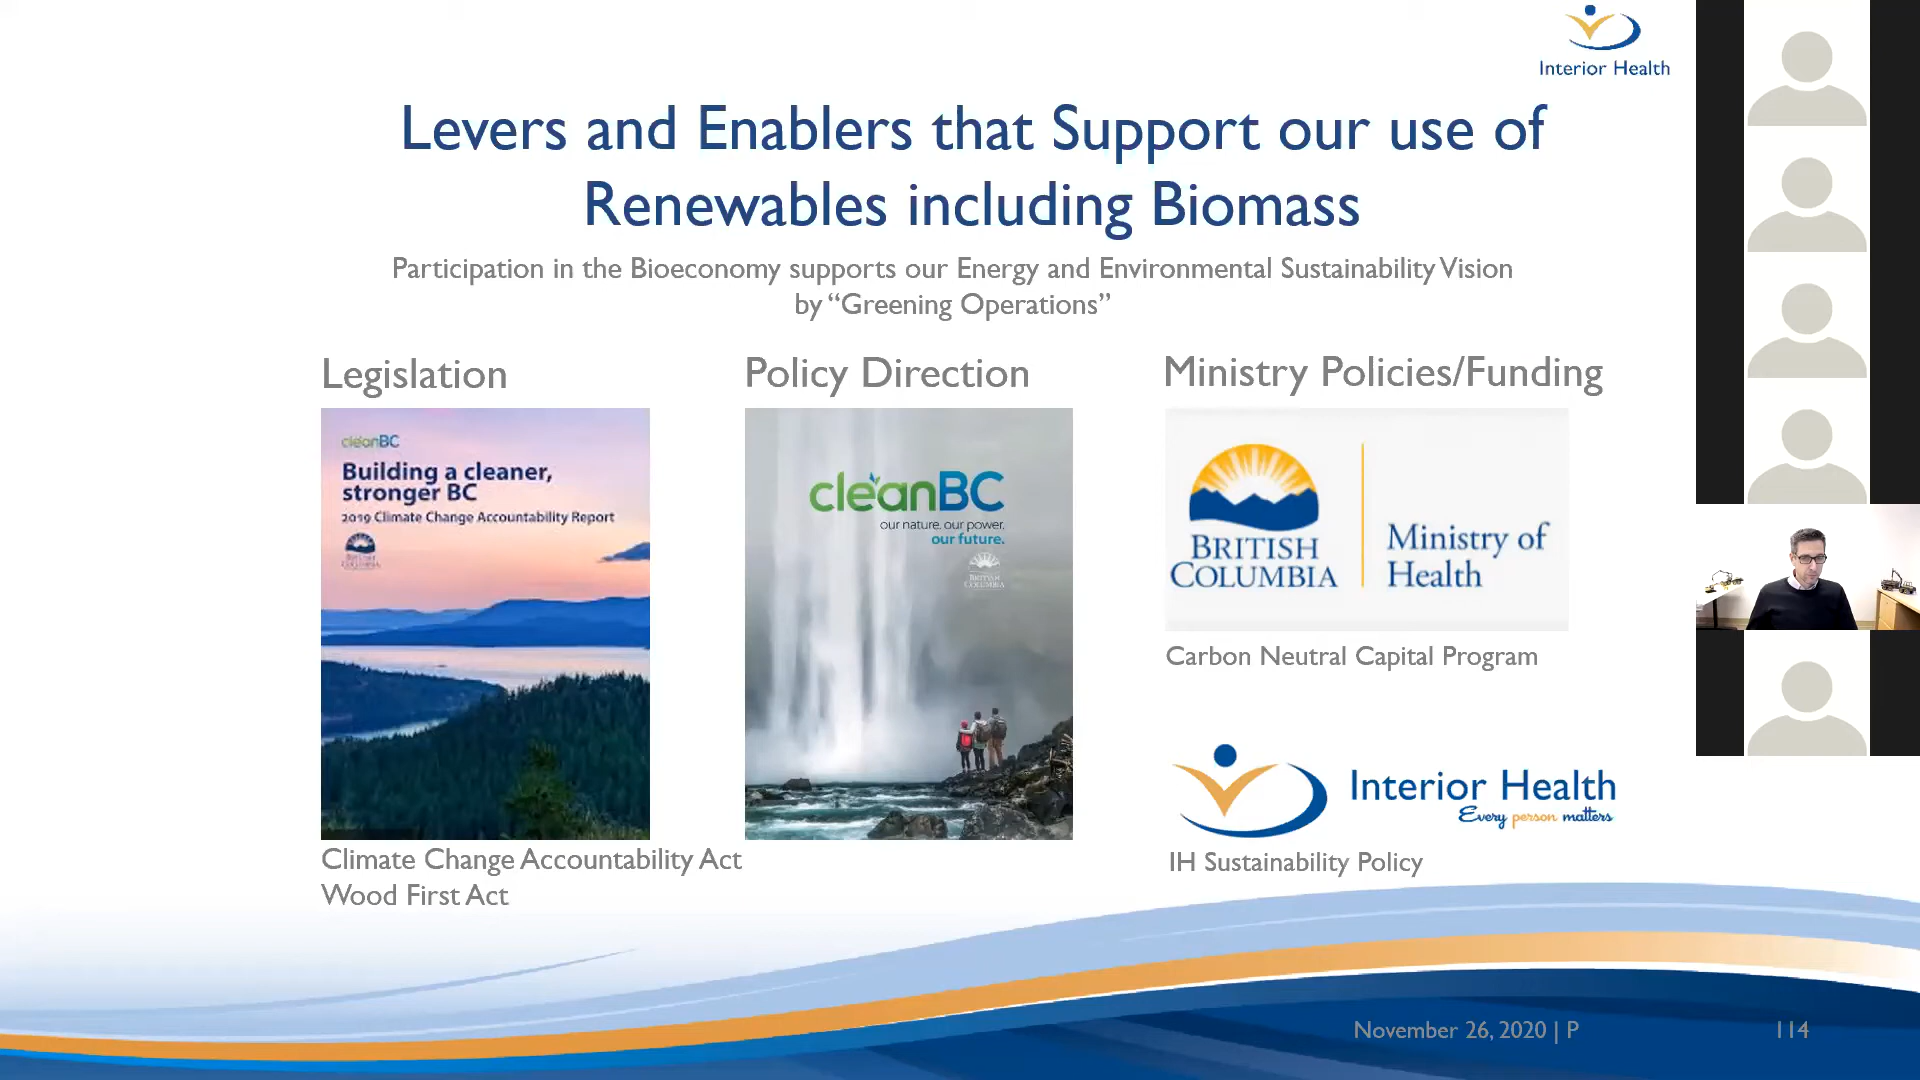 Interior Health
Levers and Enablers that Support our use of
Renewables including Biomass
Participation in the Bioeconomy supports our Energy and Environmental Sustainability Vision
by “Greening Operations”
Legislation
cleanBC
Building a cleaner,
stronger BC
2019 Climate Change Accountability Report
BRITISH
COLUMBIA
Climate Change Accountability Act
Wood First Act
Policy Direction
cleanBC
our nature. our power.
our future.
BRITISH
COLUMBIA
Ministry Policies/Funding
BRITISH
COLUMBIA
Ministry of
Health
Carbon Neutral Capital Program
Interior Health
Every person matters
IH Sustainability Policy
November 26, 2020 | P
114